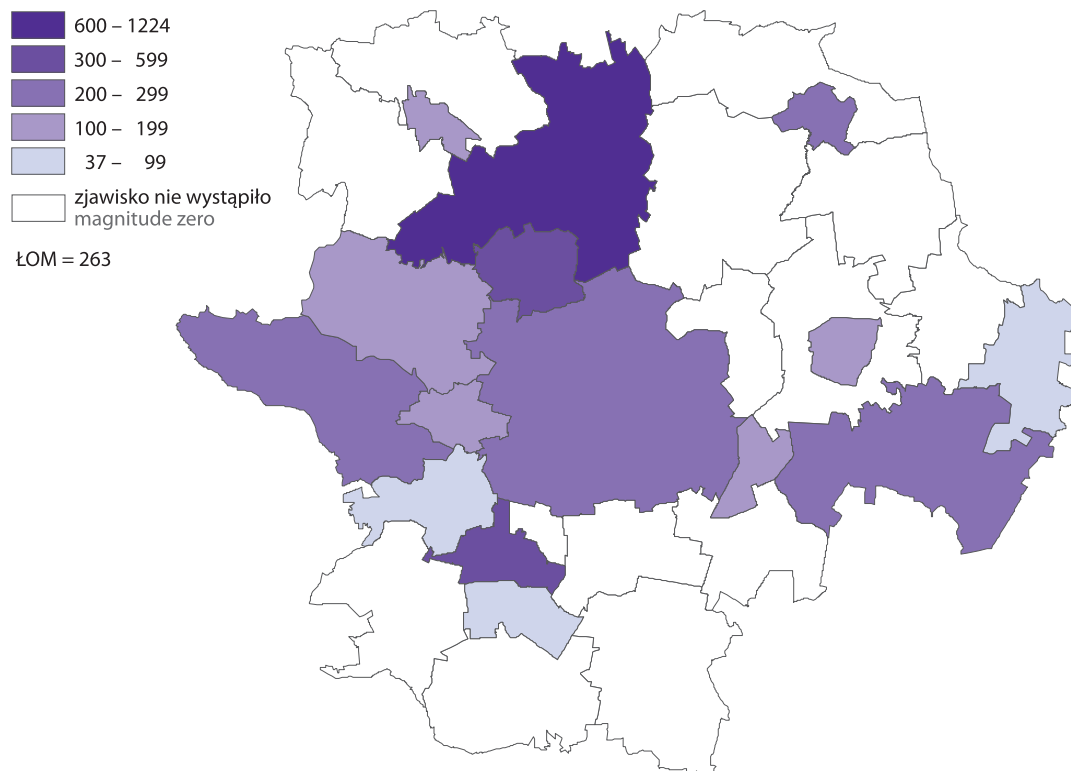 600 – 1224
300 – 599
200 – 299
100 – 199
37 – 99
zjawisko nie wystąpiło
magnitude zero
ŁOM = 263